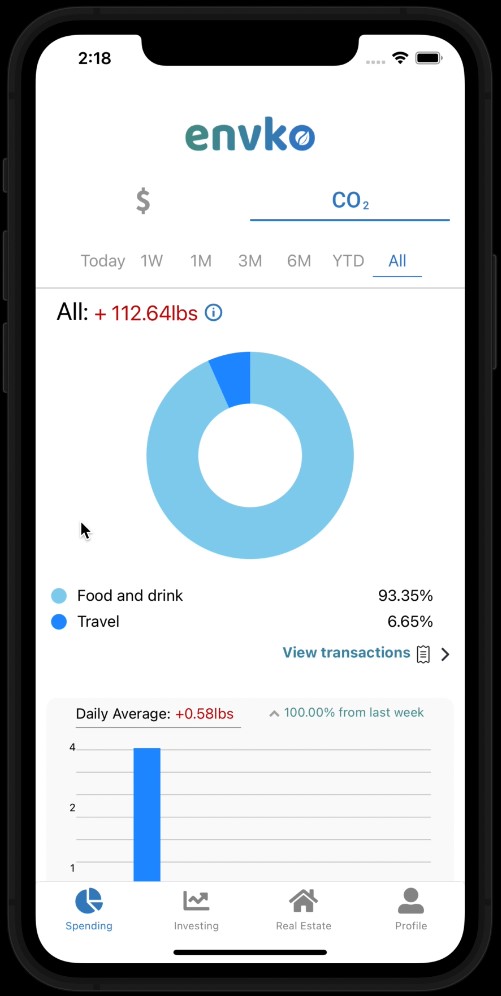 2:18
envko
$ CO₂
Today 1W 1M 3M 6M YTD All
All: + 112.64lbs
Food and drink 93.35%
Travel 6.65%
View transactions
Daily Average: +0.58lbs 100.00% from last week
4
2
1
Spending Investing Real Estate Profile